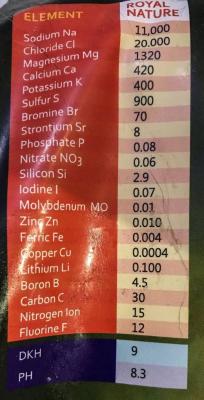 ELEMENT ROYAL NATURE
Sodium Na 11,000
Chloride Cl 20.000
Magnesium Mg 1320
Calcium Ca 420
Potassium K 400
Sulfur S 900
Bromine Br 70
Strontium Sr 8
Phosphate P 0.08
Nitrate NO3 0.06
Silicon Si 2.9
Iodine I 0.07
Molybdenum MO 0.01
Zinc Zn 0.010
Ferric Fe 0.004
Copper Cu 0.0004
Lithium Li 0.100
Boron B 4.5
Carbon C 30
Nitrogen Ion 15
Fluorine F 12
DKH 9
PH 8.3